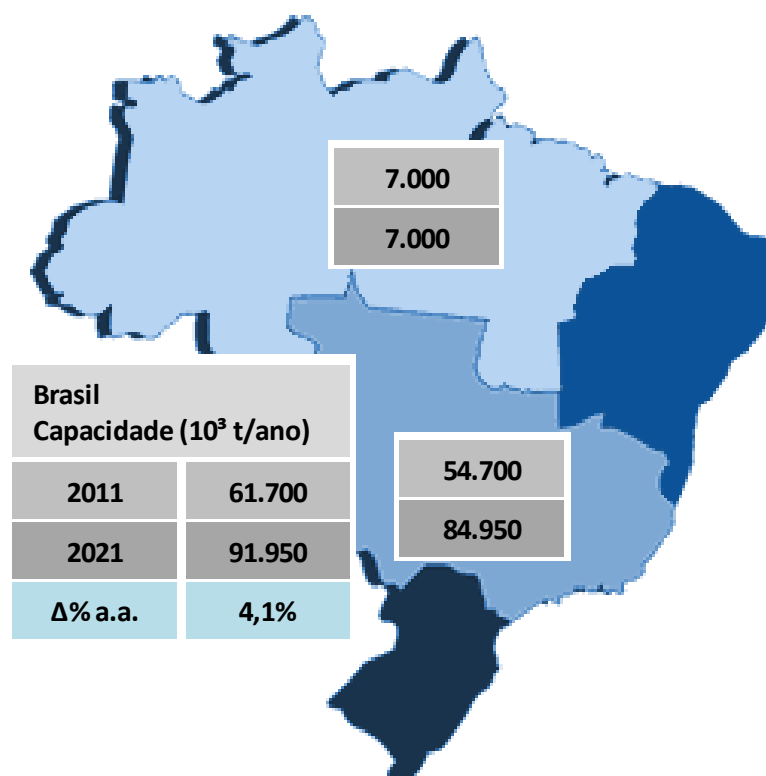 7.000
7.000
Brasil
Capacidade (10³ t/ano)
2011 61.700
2021 91.950
Δ% a.a. 4,1%
54.700
84.950